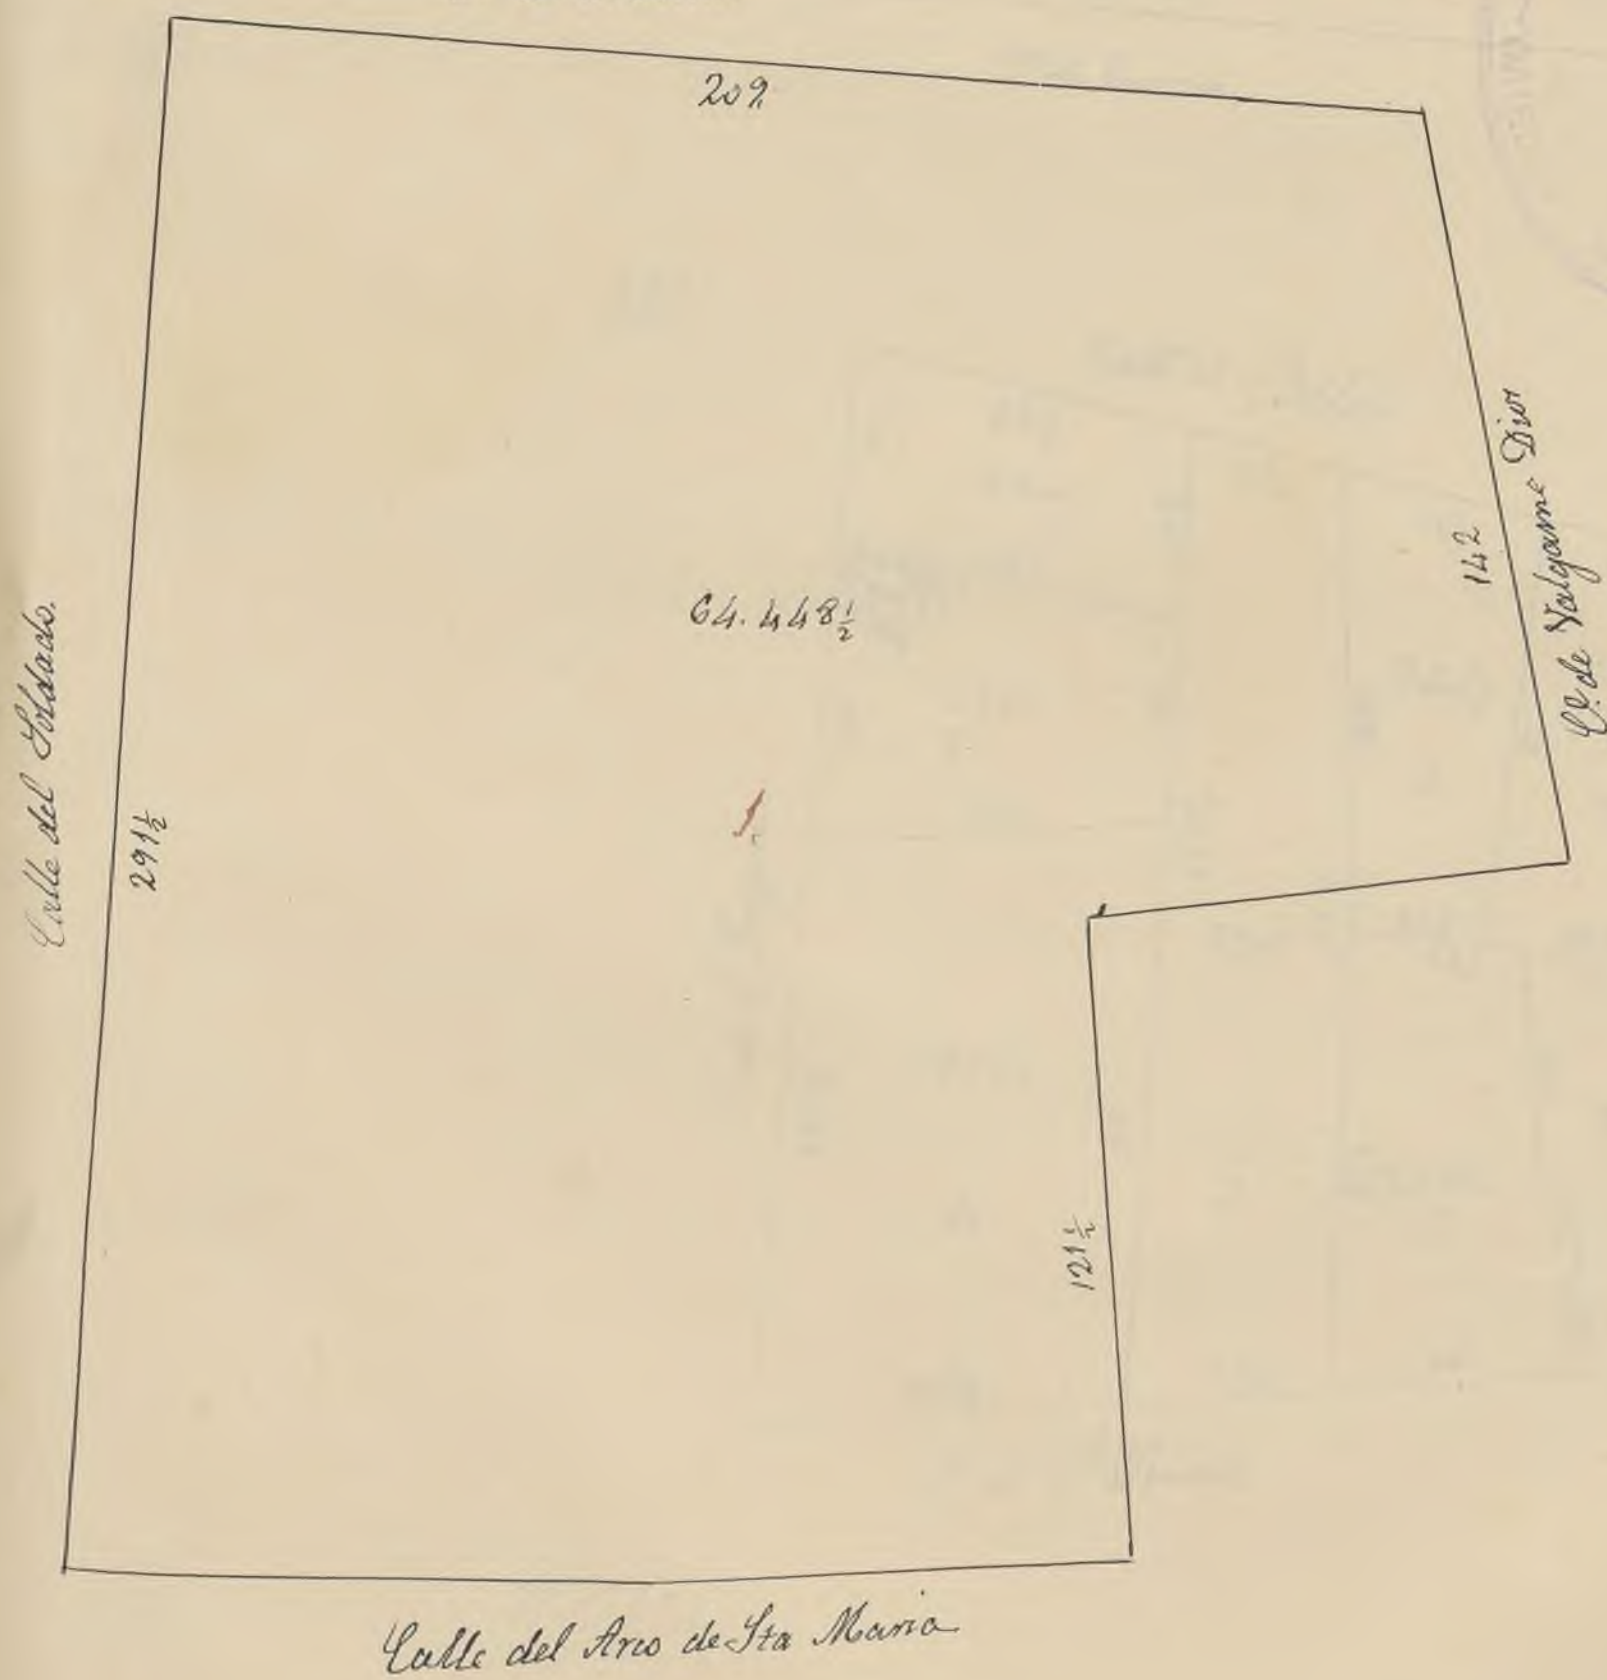 209
64.448½
Calle del Soldado.
291½
1.
142
C.e de Válgame Dios
121½
Calle del Arco de Sta Maria